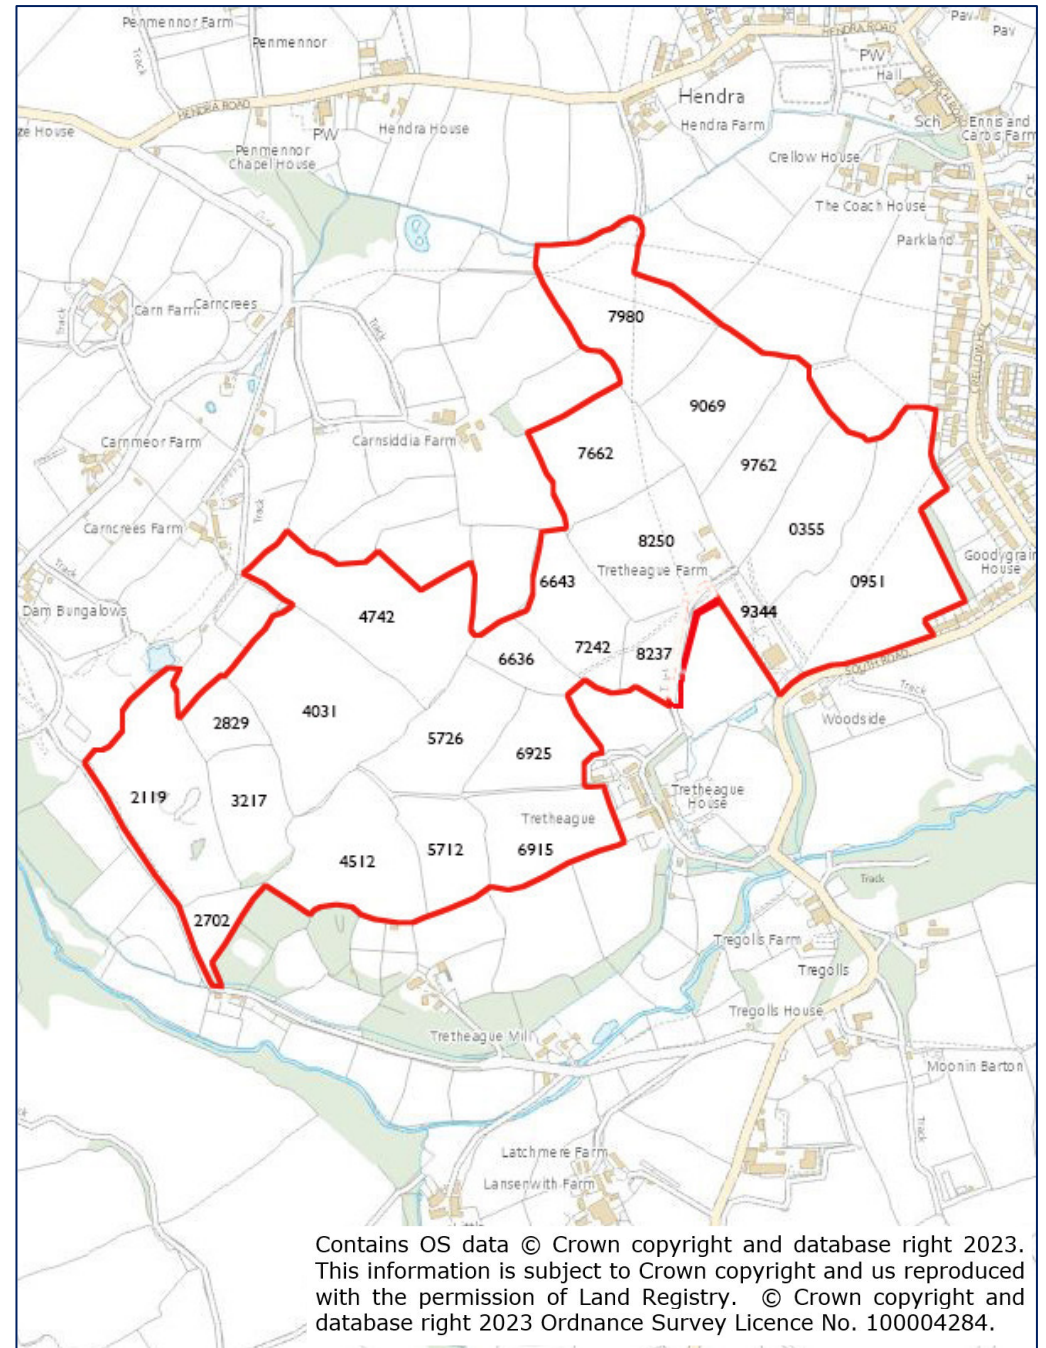 Penmennor Farm
Penmennor
Track
HENDRA ROAD
Pav
Pav
PW
Hall
CHURCH RO
Hendra
Hendra Farm
Sch
Ennis and
Carbis Farm
ze House
HENDRA ROAD
PW
Hendra House
Penmennor
Chapel House
Crellow House
The Coach House
Parkland
Carn Farm
Carncrees
Track
Track
7980
9069
7662
9762
Carnmeor Farm
Carnsiddia Farm
Track
Carncrees Farm
Track
8250
0355
Tretheague Farm
Goodygrain
House
6643
0951
Dam Bungalows
4742
9344
7242
8237
6636
SOUTH ROAD
Track
Woodside
2829
4031
5726
6925
2119
3217
Tretheague
House
Tretheague
4512
5712
6915
Track
2702
Tregolls Farm
Tregolls
Tregolls House
Tretheague Mill
Moonin Barton
Track
Latchmere Farm
Lansenwith Farm
Contains OS data © Crown copyright and database right 2023.
This information is subject to Crown copyright and us reproduced
with the permission of Land Registry. © Crown copyright and
database right 2023 Ordnance Survey Licence No. 100004284.